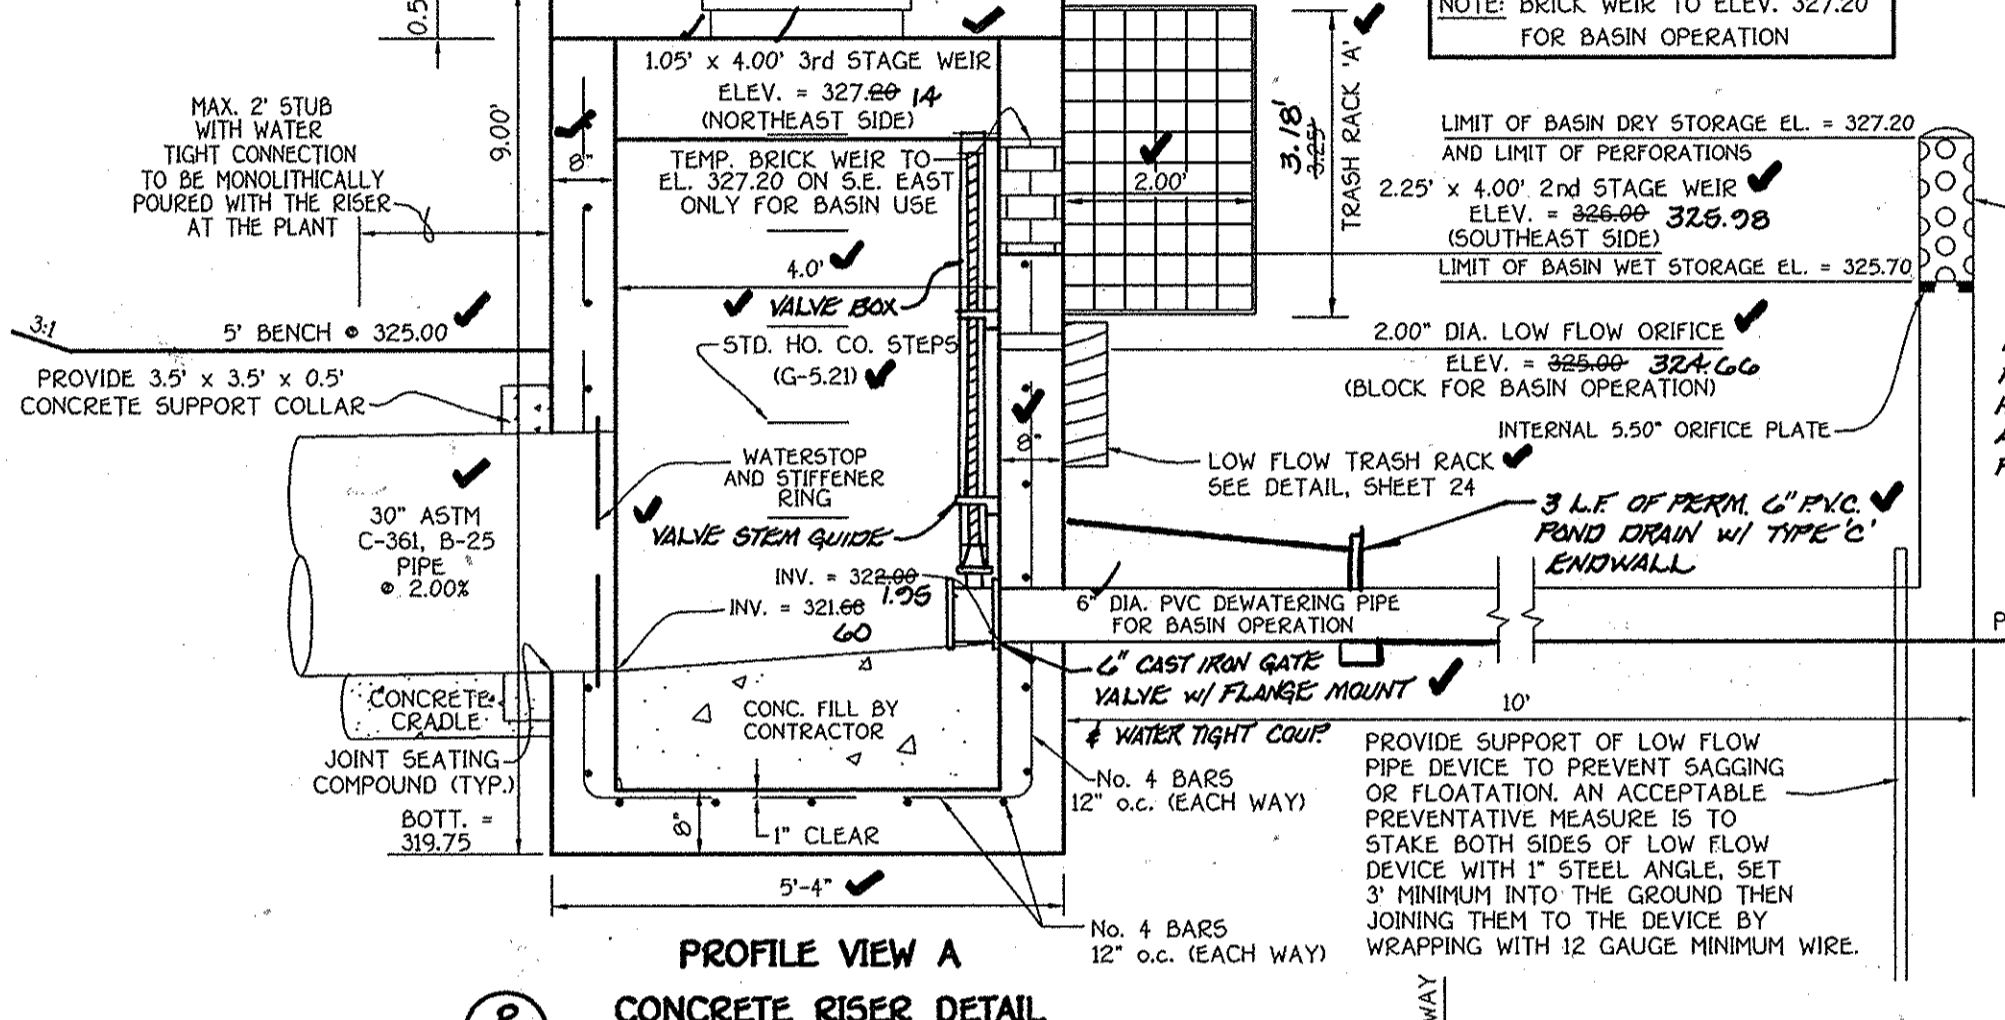 0.5
NOTE: BRICK WEIR TO ELEV. 327.20
FOR BASIN OPERATION
9.00'
1.05' x 4.00' 3rd STAGE WEIR
ELEV. = 327.20 14
(NORTHEAST SIDE)
TRASH RACK 'A'
3.18'
3.25'
MAX. 2' STUB
WITH WATER
TIGHT CONNECTION
TO BE MONOLITHICALLY
POURED WITH THE RISER
AT THE PLANT
8"
TEMP. BRICK WEIR TO
EL. 327.20 ON S.E. EAST
ONLY FOR BASIN USE
2.00'
LIMIT OF BASIN DRY STORAGE EL. = 327.20
AND LIMIT OF PERFORATIONS
2.25' x 4.00' 2nd STAGE WEIR
ELEV. = 326.00 325.98
(SOUTHEAST SIDE)
LIMIT OF BASIN WET STORAGE EL. = 325.70
4.0'
VALVE BOX
3:1
5' BENCH @ 325.00
STD. HO. CO. STEPS
(G-5.21)
2.00" DIA. LOW FLOW ORIFICE
ELEV. = 325.00 324.66
(BLOCK FOR BASIN OPERATION)
INTERNAL 5.50" ORIFICE PLATE
PROVIDE 3.5' x 3.5' x 0.5'
CONCRETE SUPPORT COLLAR
8"
WATERSTOP
AND STIFFENER
RING
LOW FLOW TRASH RACK
SEE DETAIL, SHEET 24
30" ASTM
C-361, B-25
PIPE
@ 2.00%
VALVE STEM GUIDE
3 L.F. OF PERM. 6" P.V.C.
POND DRAIN w/ TYPE 'C'
ENDWALL
INV. = 322.00
1.95
INV. = 321.68
60
6" DIA. PVC DEWATERING PIPE
FOR BASIN OPERATION
6" CAST IRON GATE
VALVE w/ FLANGE MOUNT
& WATER TIGHT COUP.
10'
CONCRETE
CRADLE
CONC. FILL BY
CONTRACTOR
JOINT SEATING
COMPOUND (TYP.)
BOTT. =
319.75
No. 4 BARS
12" o.c. (EACH WAY)
8"
1" CLEAR
PROVIDE SUPPORT OF LOW FLOW
PIPE DEVICE TO PREVENT SAGGING
OR FLOATATION. AN ACCEPTABLE
PREVENTATIVE MEASURE IS TO
STAKE BOTH SIDES OF LOW FLOW
DEVICE WITH 1" STEEL ANGLE, SET
3' MINIMUM INTO THE GROUND THEN
JOINING THEM TO THE DEVICE BY
WRAPPING WITH 12 GAUGE MINIMUM WIRE.
5'-4"
No. 4 BARS
12" o.c. (EACH WAY)
PROFILE VIEW A
CONCRETE RISER DETAIL
WAY